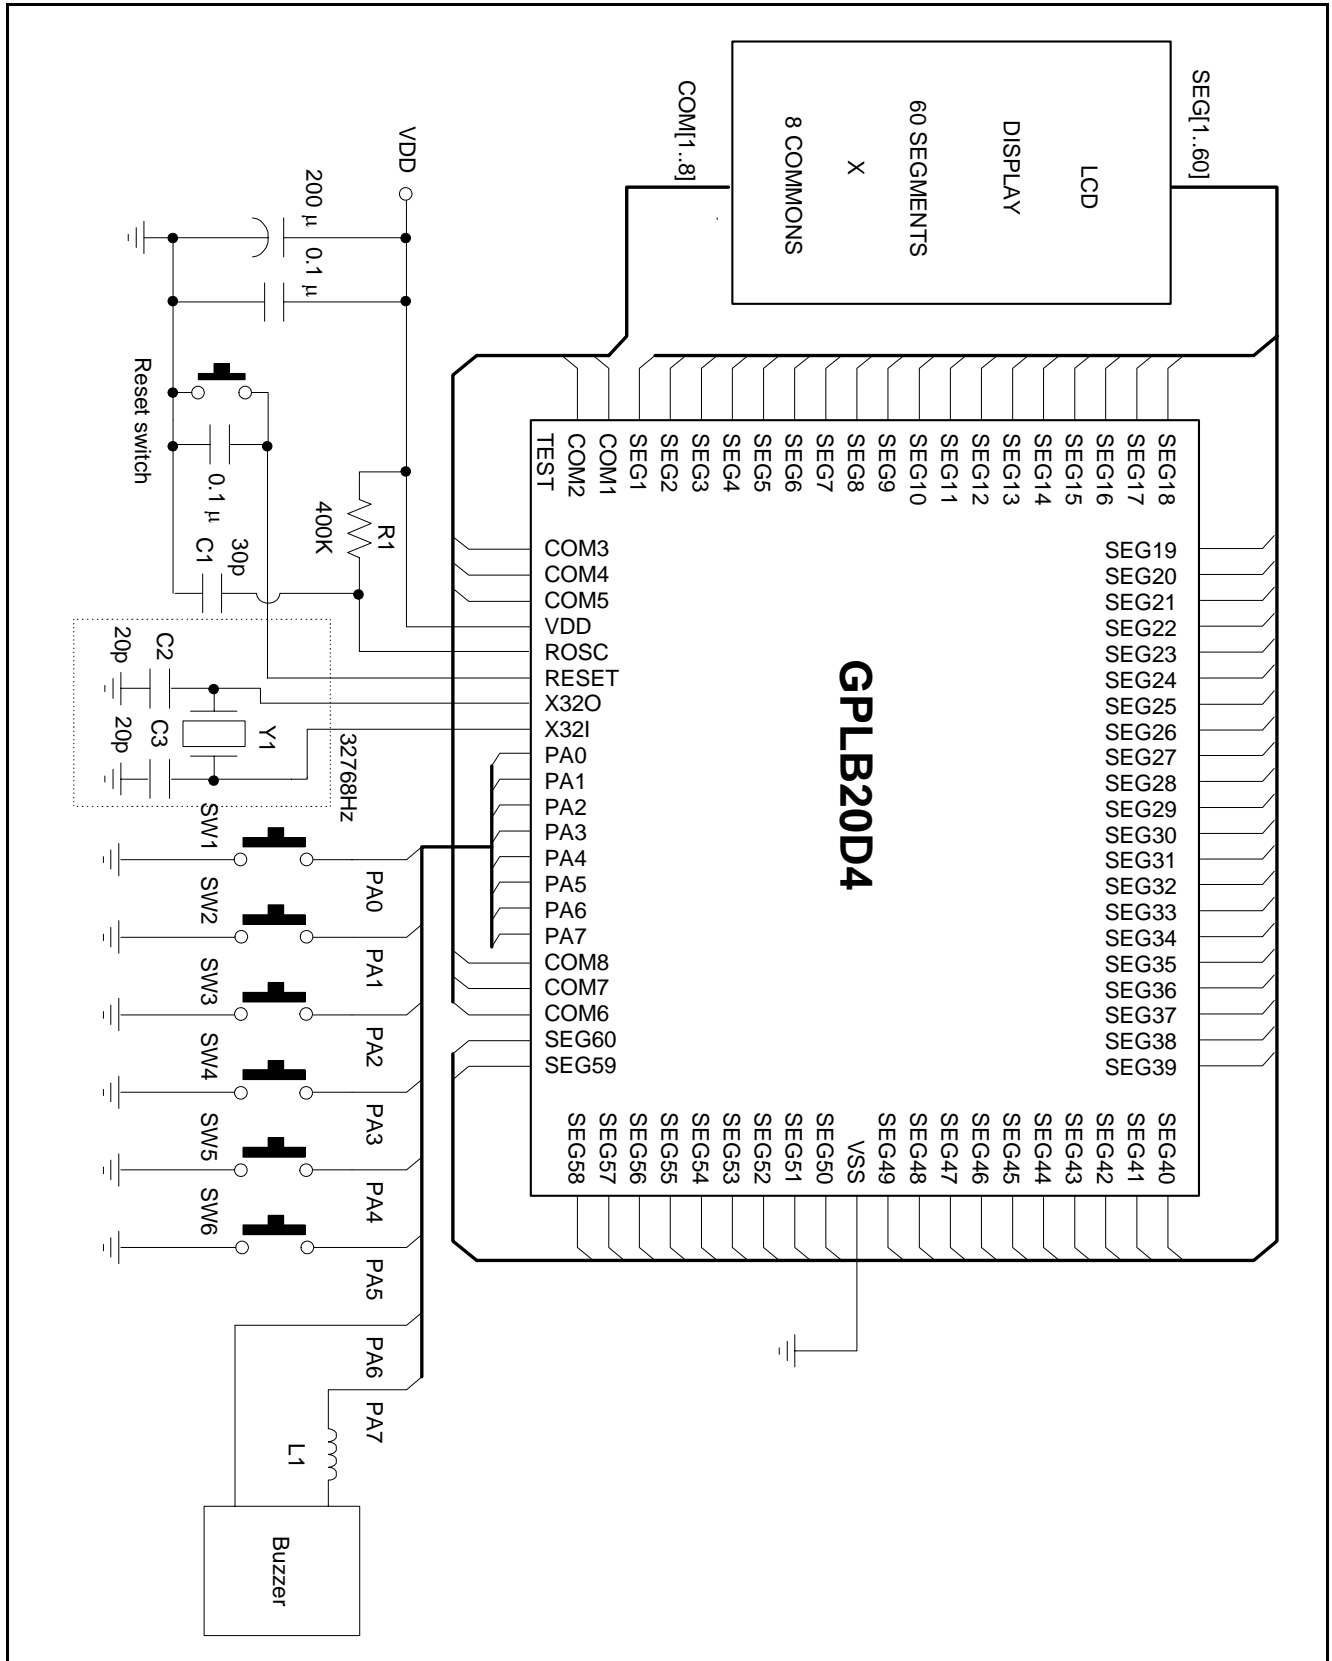 SEG[1..60]
LCD
DISPLAY
60 SEGMENTS
X
8 COMMONS
COM[1..8]
VDD
200 μ
0.1 μ
Reset switch
0.1 μ
R1
400K
30p
C1
C2
20p
C3
20p
Y1
32768Hz
TEST
COM2
COM1
SEG1
SEG2
SEG3
SEG4
SEG5
SEG6
SEG7
SEG8
SEG9
SEG10
SEG11
SEG12
SEG13
SEG14
SEG15
SEG16
SEG17
SEG18
COM3
COM4
COM5
VDD
ROSC
RESET
X32O
X32I
PA0
PA1
PA2
PA3
PA4
PA5
PA6
PA7
COM8
COM7
COM6
SEG60
SEG59
GPLB20D4
SEG19
SEG20
SEG21
SEG22
SEG23
SEG24
SEG25
SEG26
SEG27
SEG28
SEG29
SEG30
SEG31
SEG32
SEG33
SEG34
SEG35
SEG36
SEG37
SEG38
SEG39
SEG58
SEG57
SEG56
SEG55
SEG54
SEG53
SEG52
SEG51
SEG50
VSS
SEG49
SEG48
SEG47
SEG46
SEG45
SEG44
SEG43
SEG42
SEG41
SEG40
SW1
PA0
SW2
PA1
SW3
PA2
SW4
PA3
SW5
PA4
SW6
PA5
PA6
PA7
L1
Buzzer